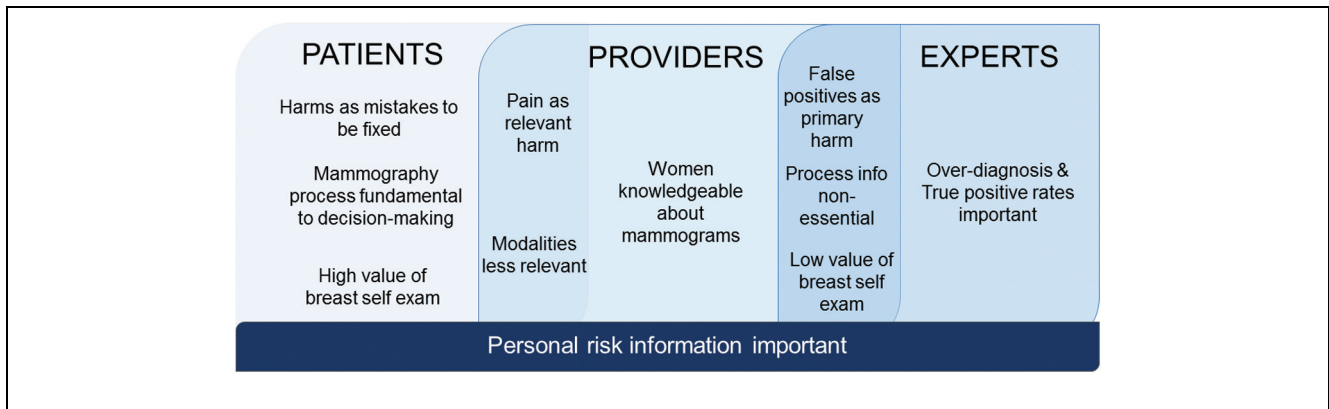 PATIENTS
Harms as mistakes to
be fixed
Mammography
process fundamental
to decision-making
High value of
breast self exam
Pain as
relevant
harm
Modalities
less relevant
PROVIDERS
Women
knowledgeable
about
mammograms
False
positives as
primary
harm
Process info
non-
essential
Low value of
breast self
exam
EXPERTS
Over-diagnosis &
True positive rates
important
Personal risk information important